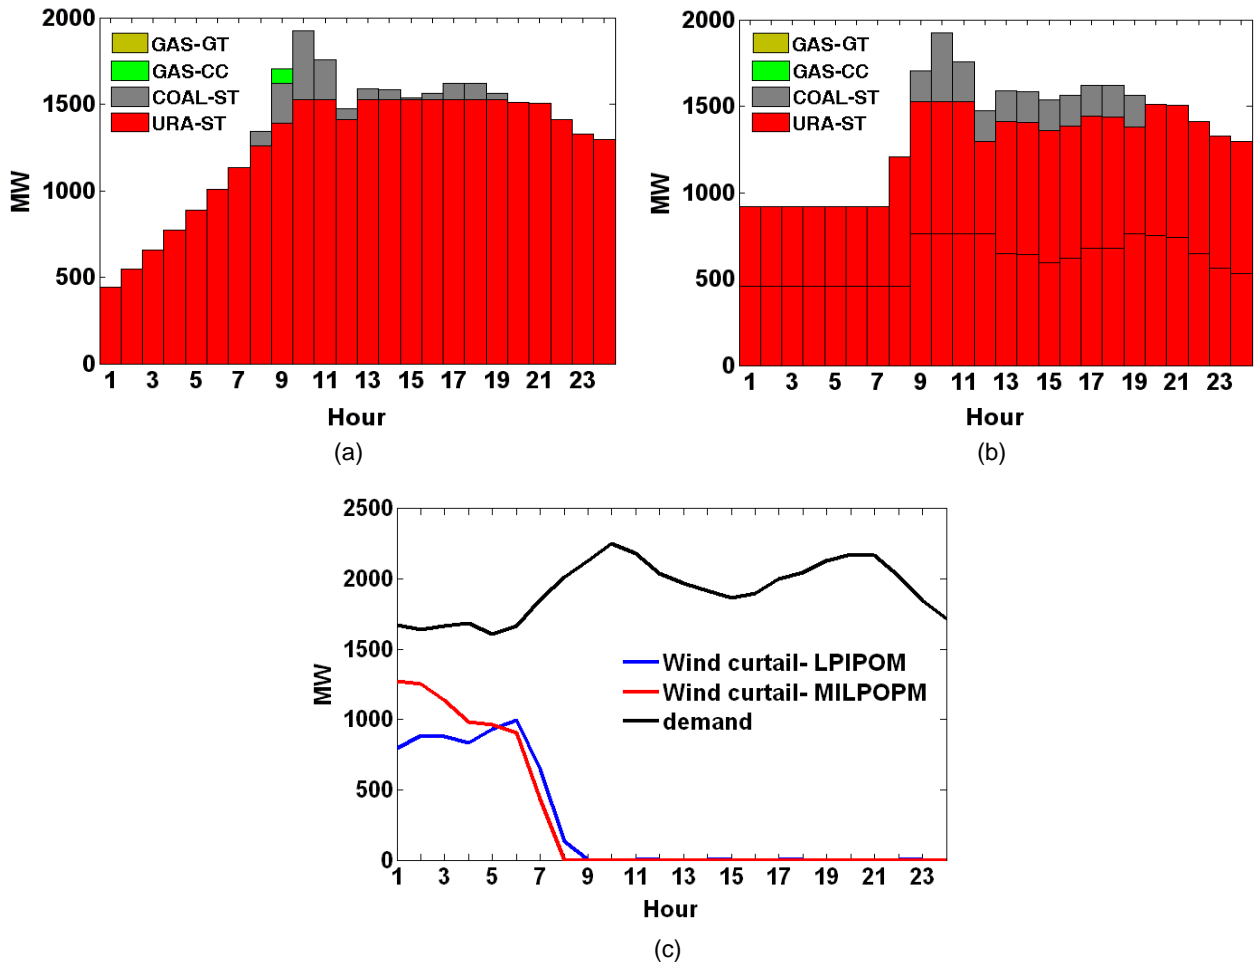 2000
1500
1000
500
0
MW
GAS-GT
GAS-CC
COAL-ST
URA-ST
1 3 5 7 9 11 13 15 17 19 21 23
Hour
(a)
2000
1500
1000
500
0
MW
GAS-GT
GAS-CC
COAL-ST
URA-ST
1 3 5 7 9 11 13 15 17 19 21 23
Hour
(b)
2500
2000
1500
1000
500
0
MW
Wind curtail- LPIPOM
Wind curtail- MILPOPM
demand
1 3 5 7 9 11 13 15 17 19 21 23
Hour
(c)